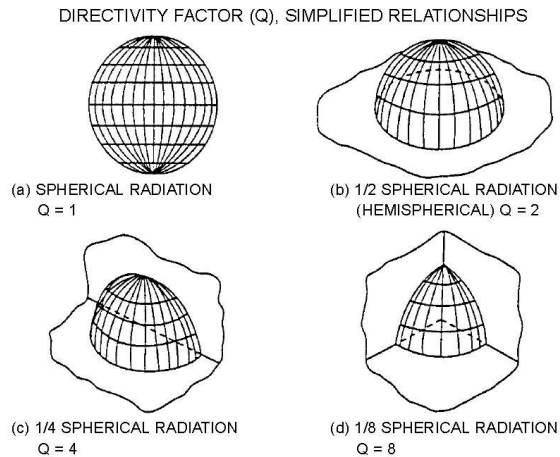 DIRECTIVITY FACTOR (Q), SIMPLIFIED RELATIONSHIPS
(a) SPHERICAL RADIATION
Q = 1
(b) 1/2 SPHERICAL RADIATION
(HEMISPHERICAL) Q = 2
(c) 1/4 SPHERICAL RADIATION
Q = 4
(d) 1/8 SPHERICAL RADIATION
Q = 8